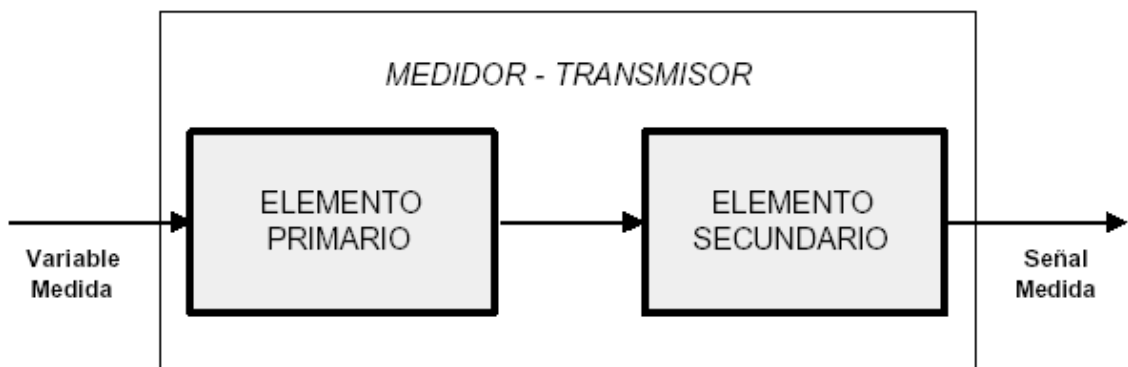 MEDIDOR - TRANSMISOR
ELEMENTO
PRIMARIO
ELEMENTO
SECUNDARIO
Variable
Medida
Señal
Medida